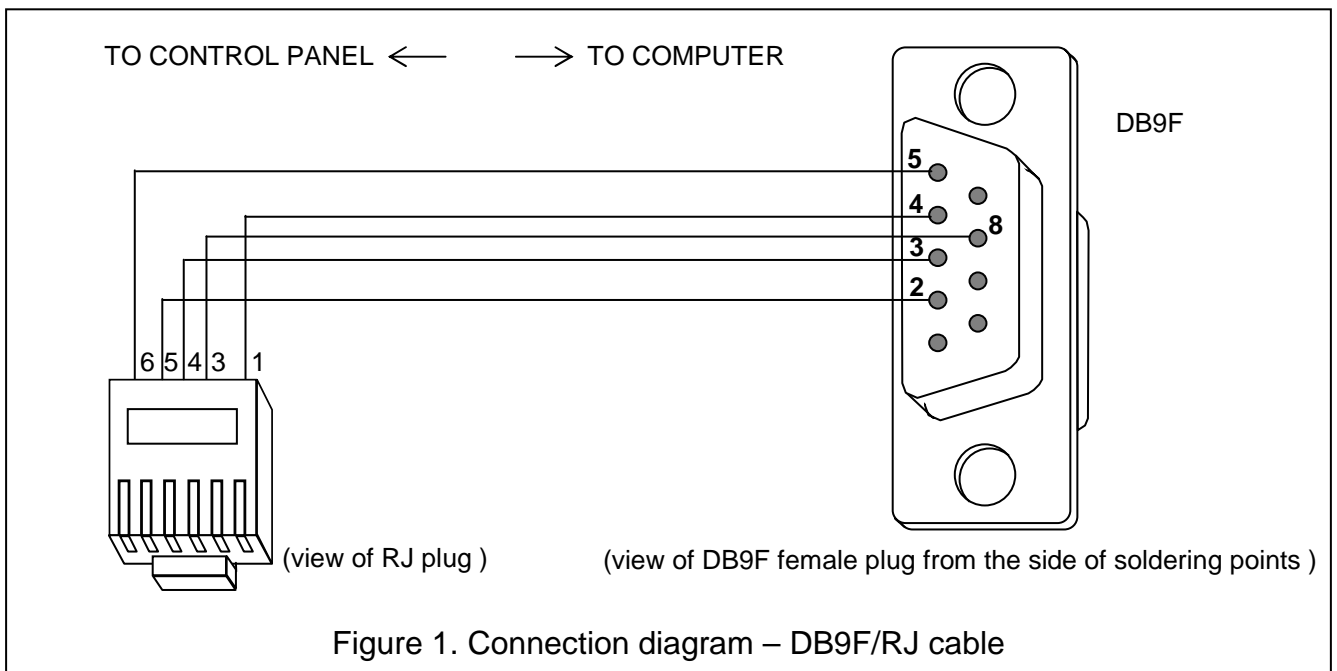 TO CONTROL PANEL ← → TO COMPUTER
DB9F
5
4
8
3
2
6 5 4 3 1
(view of RJ plug )
(view of DB9F female plug from the side of soldering points )
Figure 1. Connection diagram – DB9F/RJ cable